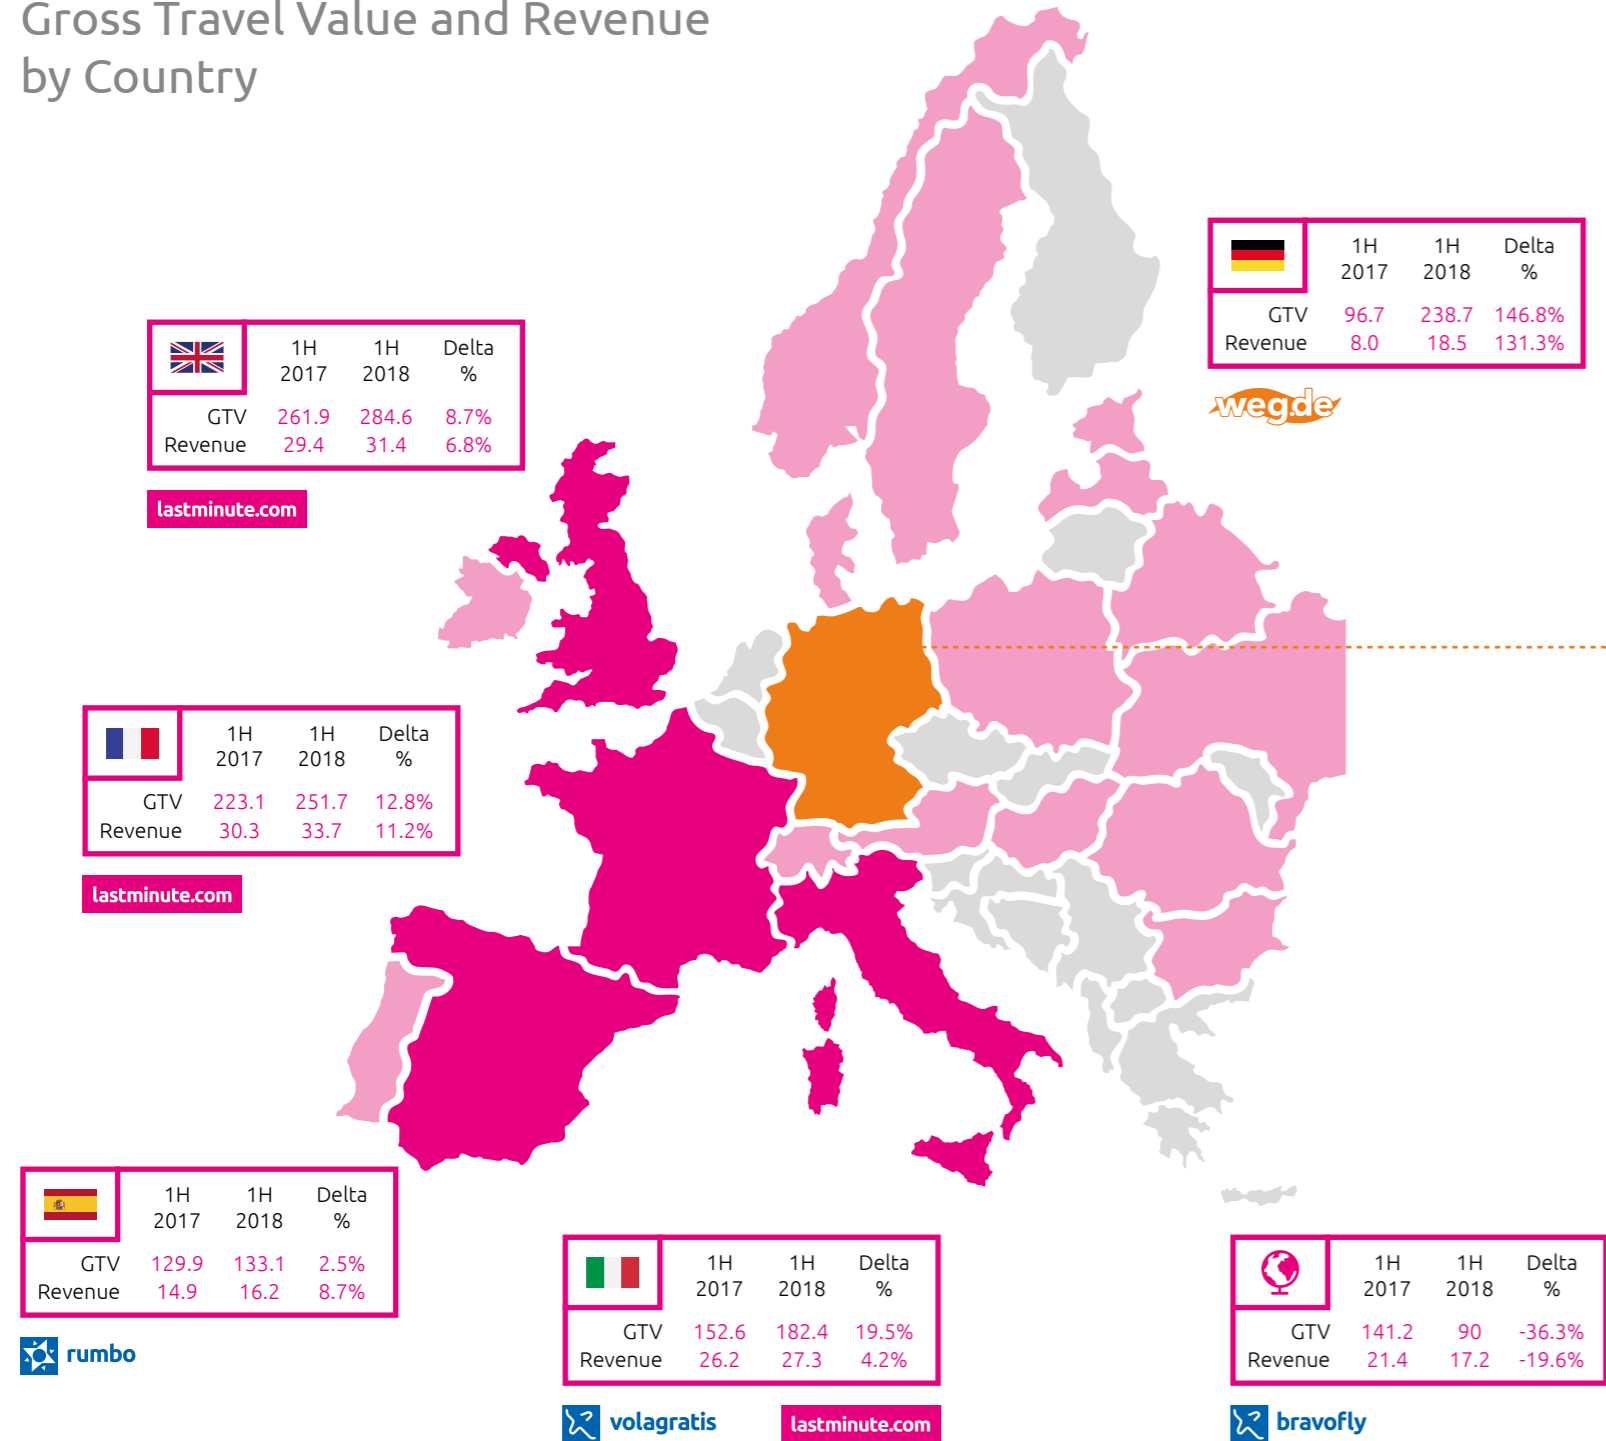 Gross Travel Value and Revenue
by Country
1H 1H Delta
2017 2018 %
GTV 96.7 238.7 146.8%
Revenue 8.0 18.5 131.3%
weg.de
1H 1H Delta
2017 2018 %
GTV 261.9 284.6 8.7%
Revenue 29.4 31.4 6.8%
lastminute.com
1H 1H Delta
2017 2018 %
GTV 223.1 251.7 12.8%
Revenue 30.3 33.7 11.2%
lastminute.com
1H 1H Delta
2017 2018 %
GTV 129.9 133.1 2.5%
Revenue 14.9 16.2 8.7%
rumbo
1H 1H Delta
2017 2018 %
GTV 152.6 182.4 19.5%
Revenue 26.2 27.3 4.2%
volagratis lastminute.com
1H 1H Delta
2017 2018 %
GTV 141.2 90 -36.3%
Revenue 21.4 17.2 -19.6%
bravofly